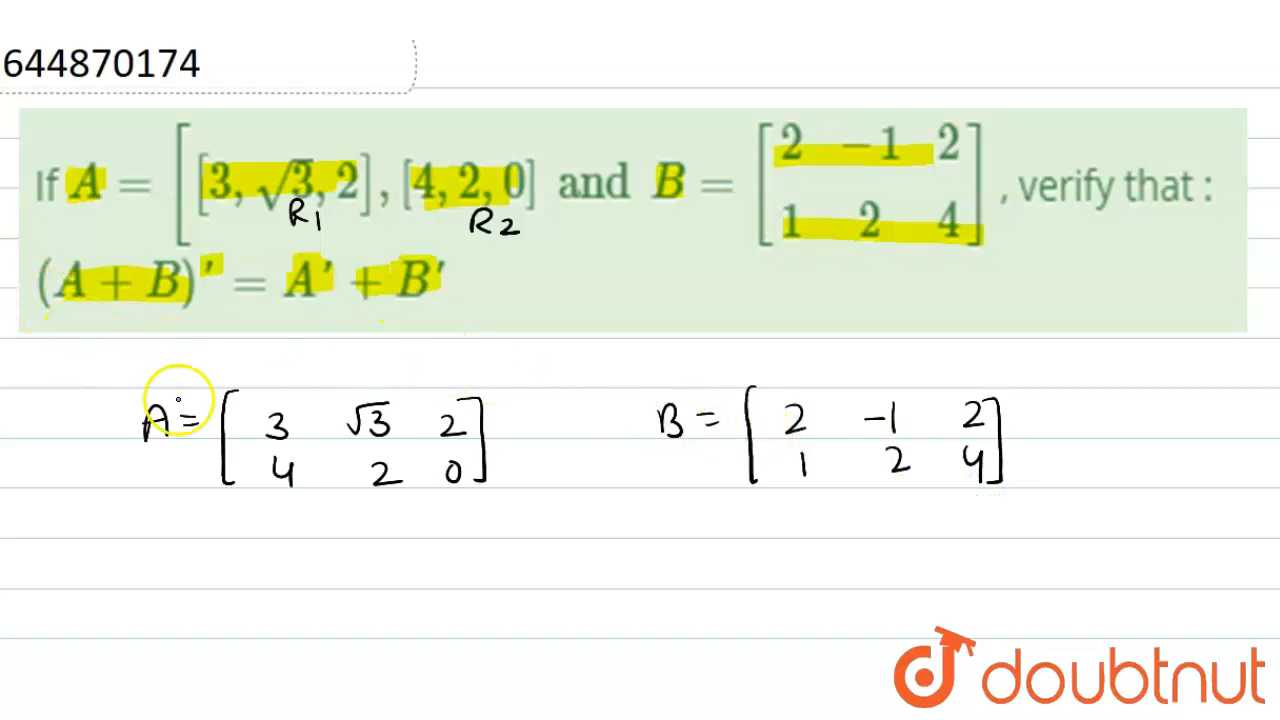 644870174
If A = [[3, √3, 2], [4, 2, 0] and B = [2 −1 2
1 2 4] , verify that :
R1 R2
(A + B)′ = A′ + B′
A = [3 √3 2 B = [2 −1 2
4 2 0] 1 2 4]
doubtnut